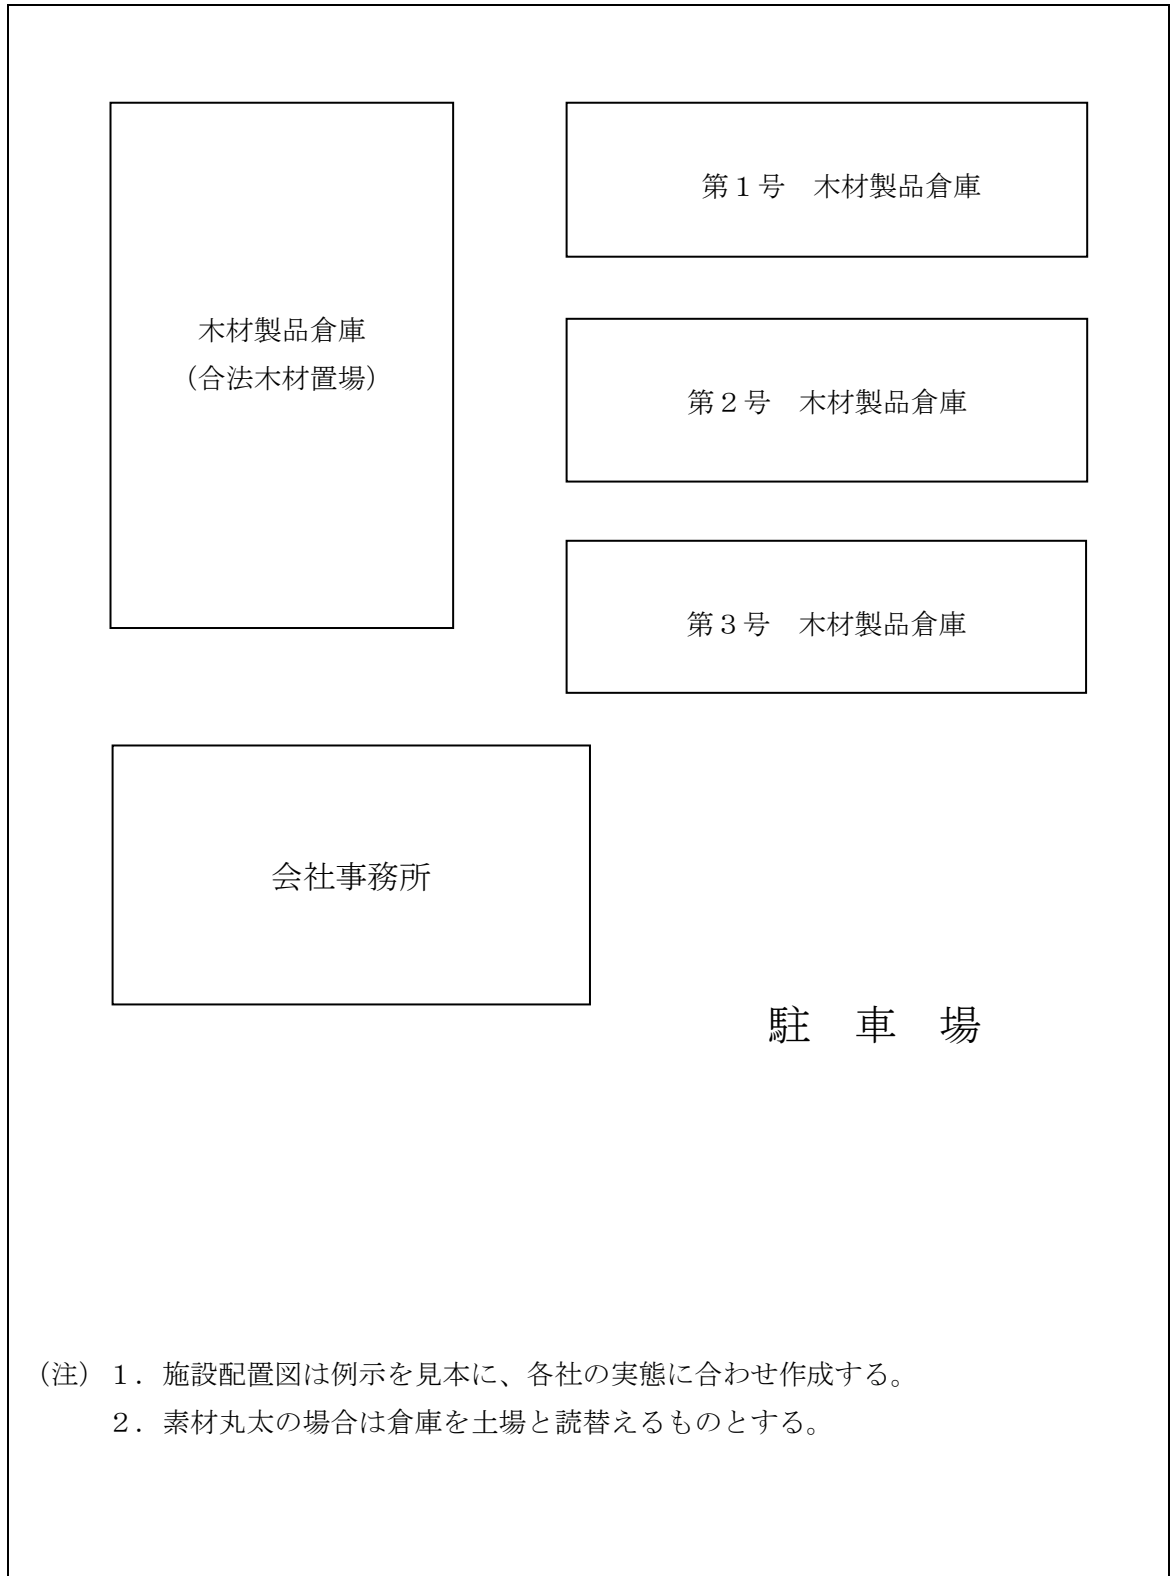 木材製品倉庫
（合法木材置場）
第１号　木材製品倉庫
第２号　木材製品倉庫
第３号　木材製品倉庫
会社事務所
駐　車　場
（注）１．施設配置図は例示を見本に、各社の実態に合わせ作成する。
２．素材丸太の場合は倉庫を土場と読替えるものとする。